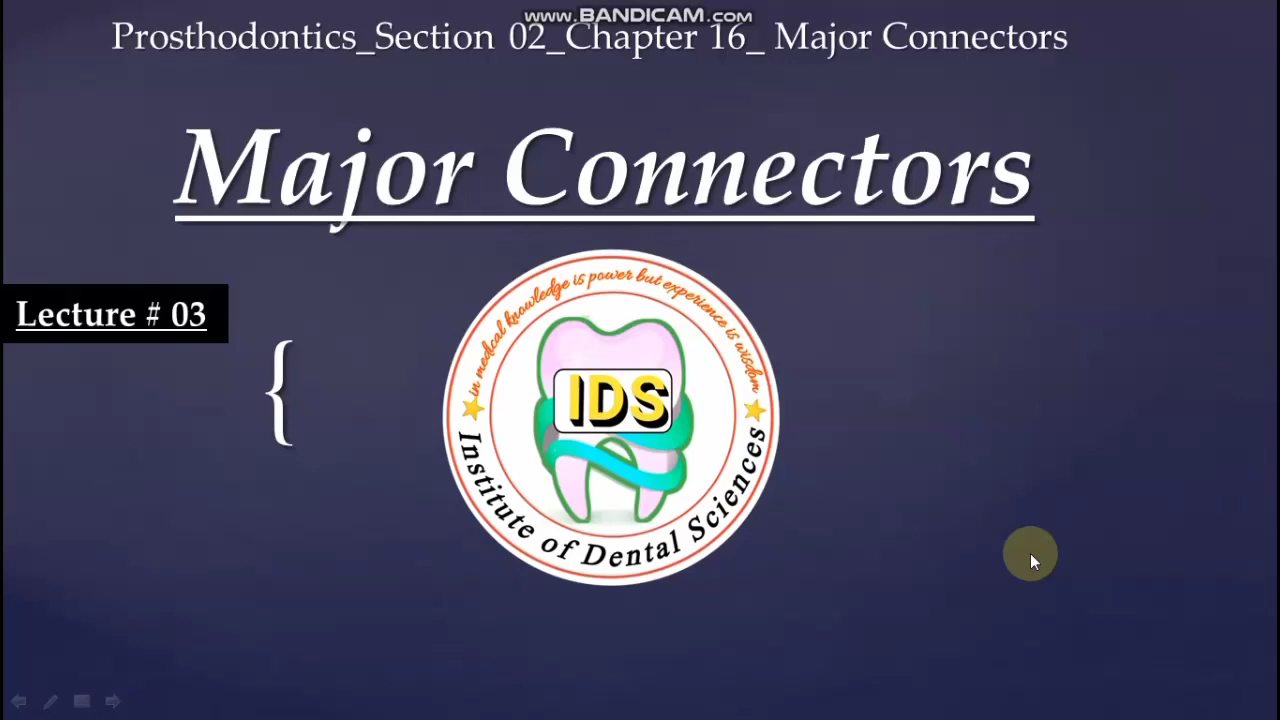 www.BANDICAM.com
Prosthodontics_Section 02_Chapter 16_ Major Connectors
Major Connectors
Lecture # 03
{
in medical knowledge is power but experience is wisdom
IDS
Institute of Dental Sciences